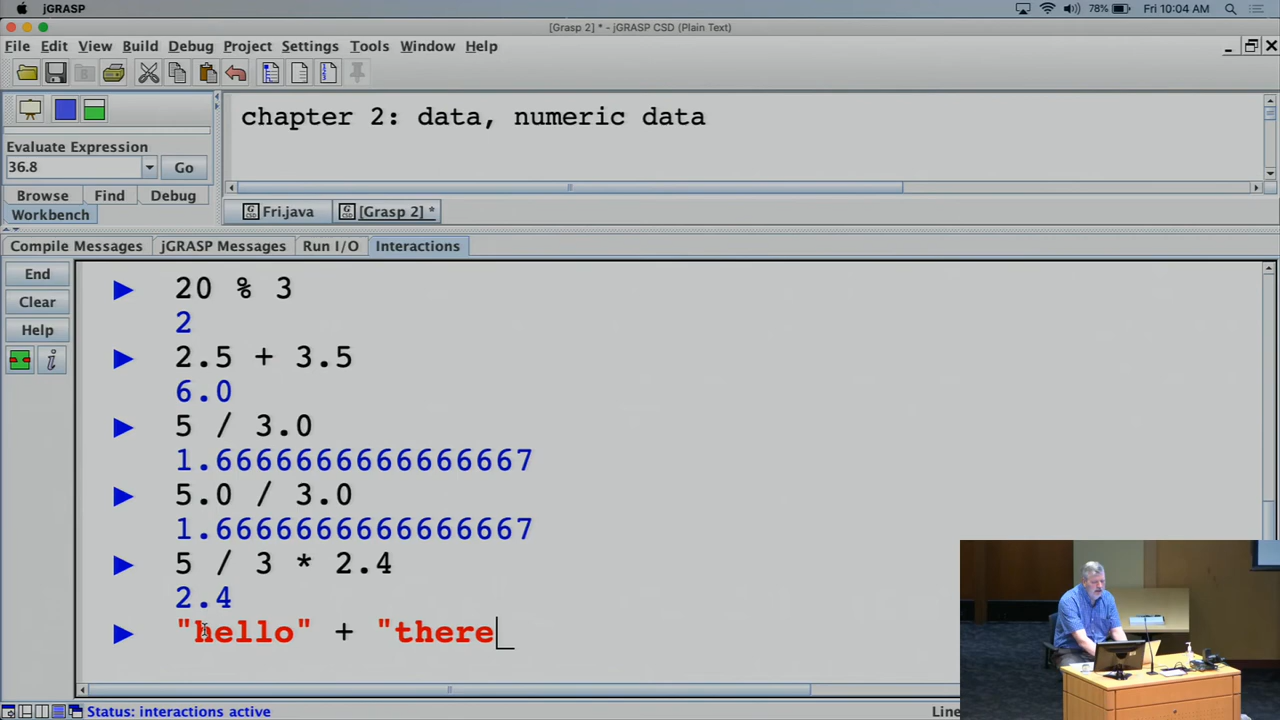 jGRASP
78%
Fri 10:04 AM
[Grasp 2] * - jGRASP CSD (Plain Text)
File Edit View Build Debug Project Settings Tools Window Help
chapter 2: data, numeric data
Evaluate Expression
36.8
Go
Browse Find Debug
Workbench
Fri.java [Grasp 2] *
Compile Messages jGRASP Messages Run I/O Interactions
End
Clear
Help
20 % 3
2
2.5 + 3.5
6.0
5 / 3.0
1.6666666666666667
5.0 / 3.0
1.6666666666666667
5 / 3 * 2.4
2.4
"hello" + "there
Status: interactions active
Line